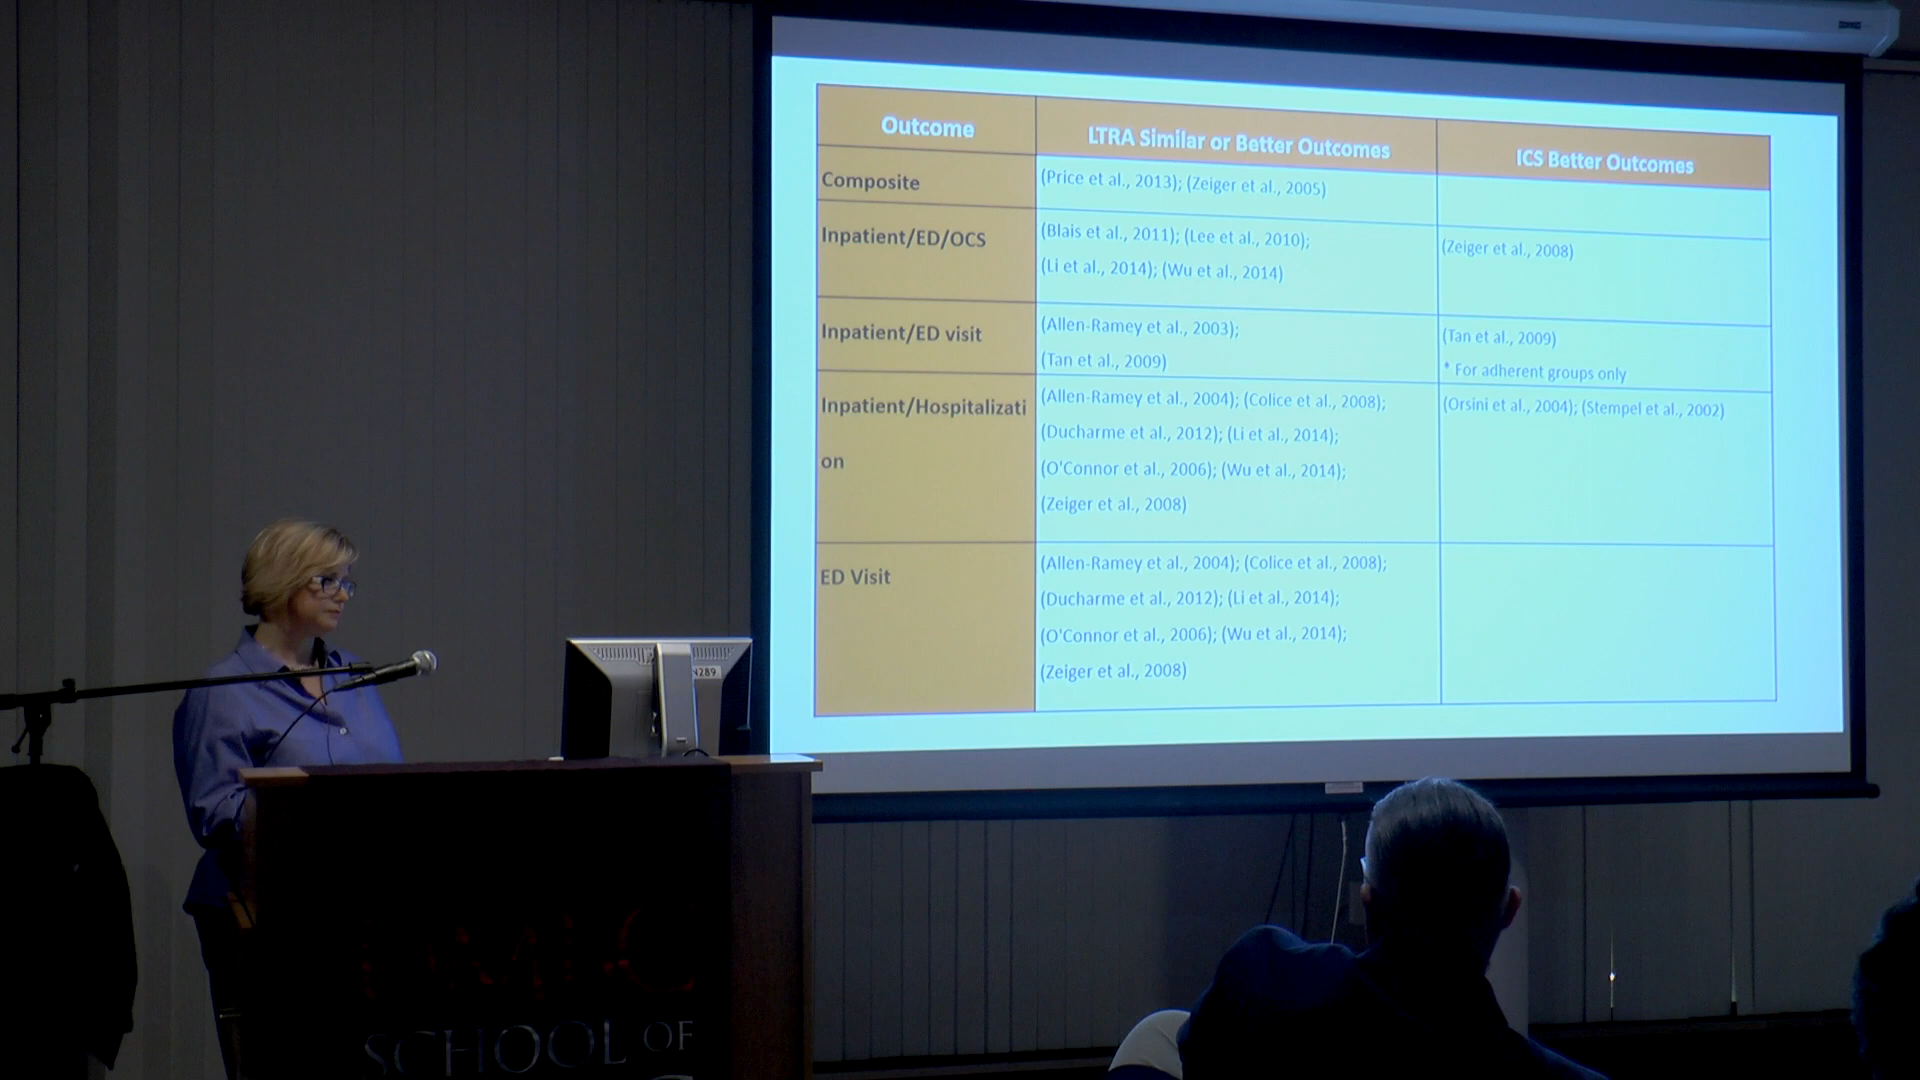 Outcome
LTRA Similar or Better Outcomes
ICS Better Outcomes
Composite
(Price et al., 2013); (Zeiger et al., 2005)
Inpatient/ED/OCS
(Blais et al., 2011); (Lee et al., 2010);
(Li et al., 2014); (Wu et al., 2014)
(Zeiger et al., 2008)
Inpatient/ED visit
(Allen-Ramey et al., 2003);
(Tan et al., 2009)
(Tan et al., 2009)
* For adherent groups only
Inpatient/Hospitalizati
on
(Allen-Ramey et al., 2004); (Colice et al., 2008);
(Ducharme et al., 2012); (Li et al., 2014);
(O'Connor et al., 2006); (Wu et al., 2014);
(Zeiger et al., 2008)
(Orsini et al., 2004); (Stempel et al., 2002)
ED Visit
(Allen-Ramey et al., 2004); (Colice et al., 2008);
(Ducharme et al., 2012); (Li et al., 2014);
(O'Connor et al., 2006); (Wu et al., 2014);
(Zeiger et al., 2008)
SCHOOL OF